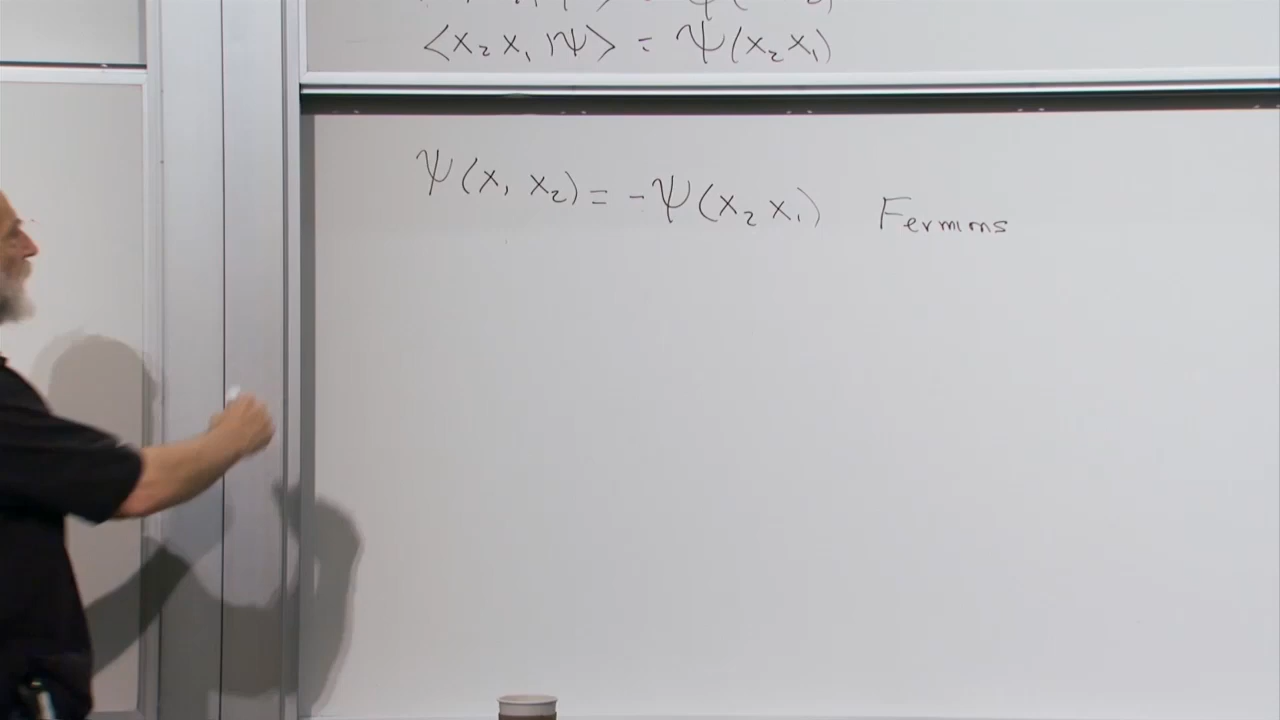 <x₂ x₁ |Ψ> = Ψ(x₂ x₁)
Ψ(x₁ x₂) = -Ψ(x₂ x₁) Fermions